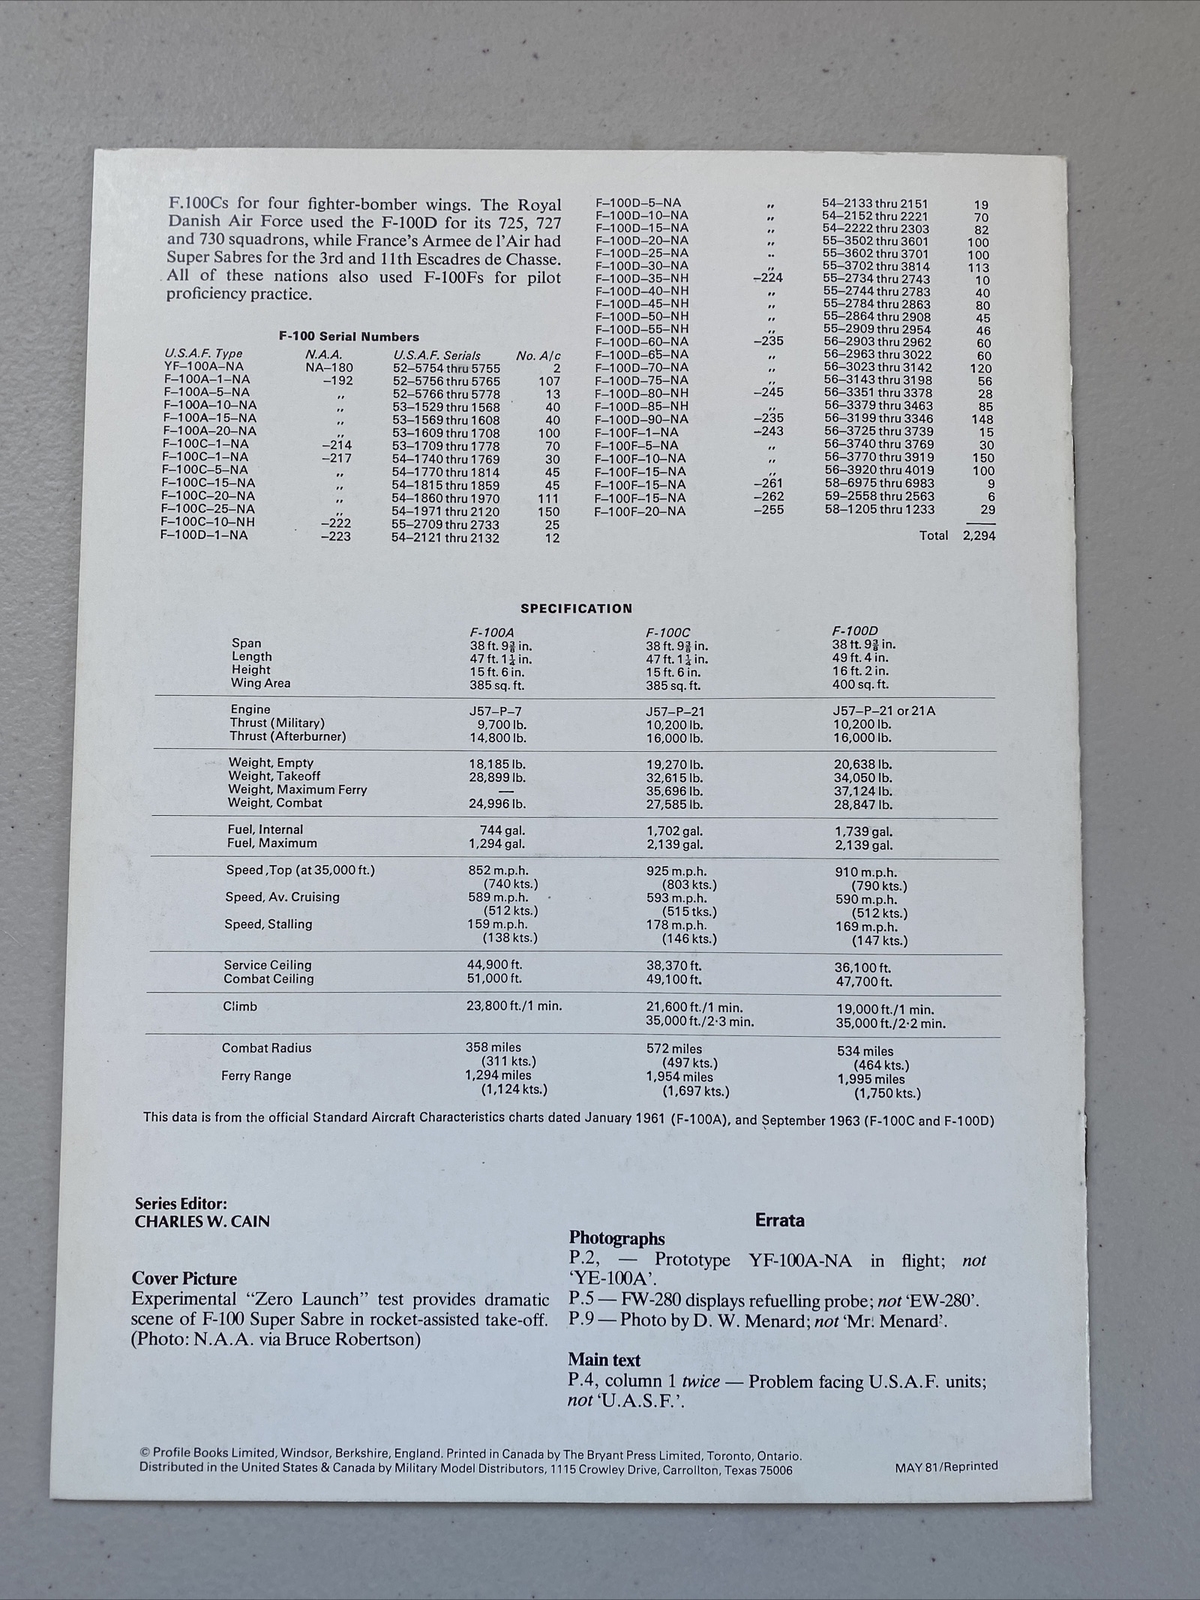 F.100Cs for four fighter-bomber wings. The Royal
Danish Air Force used the F-100D for its 725, 727
and 730 squadrons, while France's Armee de l'Air had
Super Sabres for the 3rd and 11th Escadres de Chasse.
All of these nations also used F-100Fs for pilot
proficiency practice.
F-100 Serial Numbers
U.S.A.F. Type N.A.A. U.S.A.F. Serials No. A/c
YF–100A–NA NA–180 52–5754 thru 5755 2
F–100A–1–NA –192 52–5756 thru 5765 107
F–100A–5–NA ,, 52–5766 thru 5778 13
F–100A–10–NA ,, 53–1529 thru 1568 40
F–100A–15–NA ,, 53–1569 thru 1608 40
F–100A–20–NA ,, 53–1609 thru 1708 100
F–100C–1–NA –214 53–1709 thru 1778 70
F–100C–1–NA –217 54–1740 thru 1769 30
F–100C–5–NA ,, 54–1770 thru 1814 45
F–100C–15–NA ,, 54–1815 thru 1859 45
F–100C–20–NA ,, 54–1860 thru 1970 111
F–100C–25–NA ,, 54–1971 thru 2120 150
F–100C–10–NH –222 55–2709 thru 2733 25
F–100D–1–NA –223 54–2121 thru 2132 12
F–100D–5–NA ,, 54–2133 thru 2151 19
F–100D–10–NA ,, 54–2152 thru 2221 70
F–100D–15–NA ,, 54–2222 thru 2303 82
F–100D–20–NA ,, 55–3502 thru 3601 100
F–100D–25–NA ,, 55–3602 thru 3701 100
F–100D–30–NA ,, 55–3702 thru 3814 113
F–100D–35–NH –224 55–2734 thru 2743 10
F–100D–40–NH ,, 55–2744 thru 2783 40
F–100D–45–NH ,, 55–2784 thru 2863 80
F–100D–50–NH ,, 55–2864 thru 2908 45
F–100D–55–NH ,, 55–2909 thru 2954 46
F–100D–60–NA –235 56–2903 thru 2962 60
F–100D–65–NA ,, 56–2963 thru 3022 60
F–100D–70–NA ,, 56–3023 thru 3142 120
F–100D–75–NA ,, 56–3143 thru 3198 56
F–100D–80–NH –245 56–3351 thru 3378 28
F–100D–85–NH ,, 56–3379 thru 3463 85
F–100D–90–NA –235 56–3199 thru 3346 148
F–100F–1–NA –243 56–3725 thru 3739 15
F–100F–5–NA ,, 56–3740 thru 3769 30
F–100F–10–NA ,, 56–3770 thru 3919 150
F–100F–15–NA ,, 56–3920 thru 4019 100
F–100F–15–NA –261 58–6975 thru 6983 9
F–100F–15–NA –262 59–2558 thru 2563 6
F–100F–20–NA –255 58–1205 thru 1233 29
Total 2,294
SPECIFICATION
F-100A F-100C F-100D
Span 38 ft. 9⅜ in. 38 ft. 9⅜ in. 38 ft. 9⅜ in.
Length 47 ft. 1¼ in. 47 ft. 1¼ in. 49 ft. 4 in.
Height 15 ft. 6 in. 15 ft. 6 in. 16 ft. 2 in.
Wing Area 385 sq. ft. 385 sq. ft. 400 sq. ft.
Engine J57–P–7 J57–P–21 J57–P–21 or 21A
Thrust (Military) 9,700 lb. 10,200 lb. 10,200 lb.
Thrust (Afterburner) 14,800 lb. 16,000 lb. 16,000 lb.
Weight, Empty 18,185 lb. 19,270 lb. 20,638 lb.
Weight, Takeoff 28,899 lb. 32,615 lb. 34,050 lb.
Weight, Maximum Ferry — 35,696 lb. 37,124 lb.
Weight, Combat 24,996 lb. 27,585 lb. 28,847 lb.
Fuel, Internal 744 gal. 1,702 gal. 1,739 gal.
Fuel, Maximum 1,294 gal. 2,139 gal. 2,139 gal.
Speed ,Top (at 35,000 ft.) 852 m.p.h. 925 m.p.h. 910 m.p.h.
(740 kts.) (803 kts.) (790 kts.)
Speed, Av. Cruising 589 m.p.h. 593 m.p.h. 590 m.p.h.
(512 kts.) (515 tks.) (512 kts.)
Speed, Stalling 159 m.p.h. 178 m.p.h. 169 m.p.h.
(138 kts.) (146 kts.) (147 kts.)
Service Ceiling 44,900 ft. 38,370 ft. 36,100 ft.
Combat Ceiling 51,000 ft. 49,100 ft. 47,700 ft.
Climb 23,800 ft./1 min. 21,600 ft./1 min. 19,000 ft./1 min.
35,000 ft./2·3 min. 35,000 ft./2·2 min.
Combat Radius 358 miles 572 miles 534 miles
(311 kts.) (497 kts.) (464 kts.)
Ferry Range 1,294 miles 1,954 miles 1,995 miles
(1,124 kts.) (1,697 kts.) (1,750 kts.)
This data is from the official Standard Aircraft Characteristics charts dated January 1961 (F-100A), and September 1963 (F-100C and F-100D)
Series Editor:
CHARLES W. CAIN
Cover Picture
Experimental “Zero Launch” test provides dramatic
scene of F-100 Super Sabre in rocket-assisted take-off.
(Photo: N.A.A. via Bruce Robertson)
Errata
Photographs
P.2, — Prototype YF-100A-NA in flight; not
‘YE-100A’.
P.5 — FW-280 displays refuelling probe; not ‘EW-280’.
P.9 — Photo by D. W. Menard; not ‘Mr. Menard’.
Main text
P.4, column 1 twice — Problem facing U.S.A.F. units;
not ‘U.A.S.F.’.
© Profile Books Limited, Windsor, Berkshire, England. Printed in Canada by The Bryant Press Limited, Toronto, Ontario.
Distributed in the United States & Canada by Military Model Distributors, 1115 Crowley Drive, Carrollton, Texas 75006
MAY 81/Reprinted